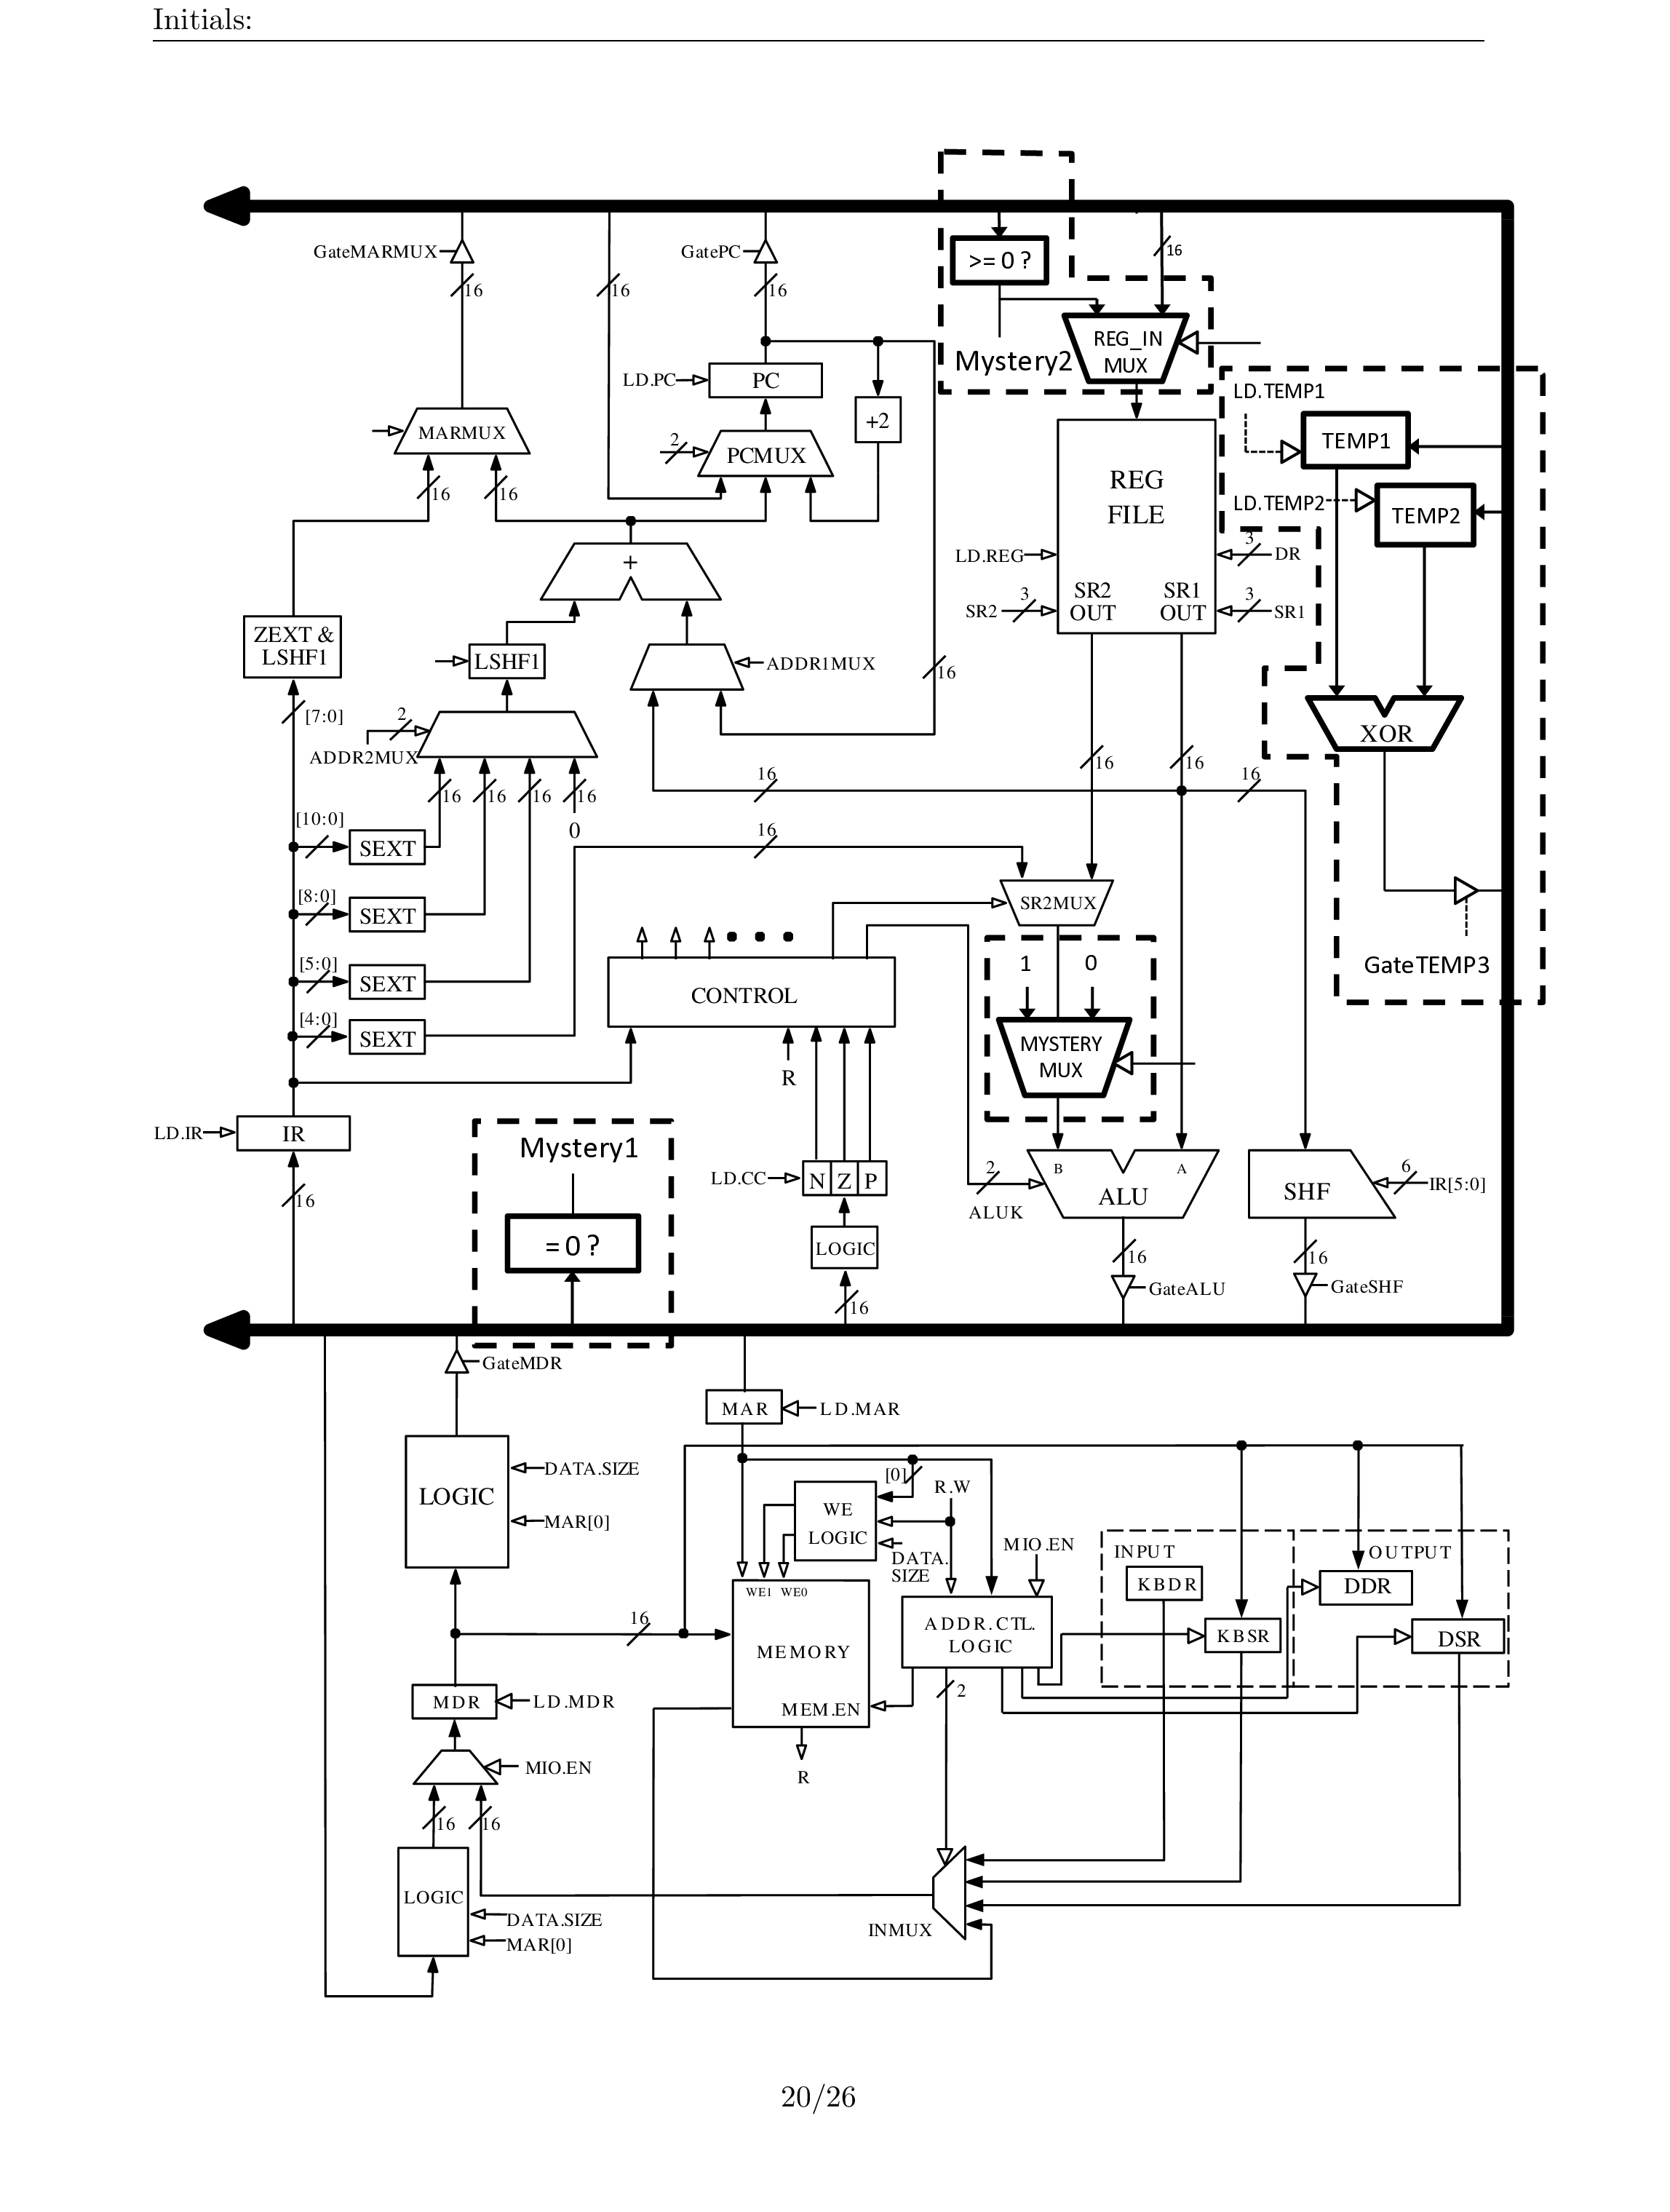 Initials:
GateMARMUX
16
16
GatePC
16
>= 0 ?
16
Mystery2
REG_IN
MUX
LD.PC
PC
+2
MARMUX
2
PCMUX
16
16
LD.TEMP1
TEMP1
LD.TEMP2
TEMP2
REG
FILE
LD.REG
3
DR
SR2
3
SR2
OUT
SR1
OUT
3
SR1
+
ZEXT &
LSHF1
LSHF1
ADDR1MUX
16
[7:0]
2
ADDR2MUX
XOR
16
16
16
16
0
16
16
16
16
[10:0]
SEXT
16
[8:0]
SEXT
SR2MUX
[5:0]
SEXT
CONTROL
1
0
GateTEMP3
[4:0]
SEXT
MYSTERY
MUX
R
LD.IR
IR
Mystery1
LD.CC
N
Z
P
2
ALUK
B
A
ALU
SHF
6
IR[5:0]
16
= 0 ?
LOGIC
16
16
GateALU
16
GateSHF
GateMDR
MAR
LD.MAR
LOGIC
DATA.SIZE
MAR[0]
[0]
R.W
WE
LOGIC
DATA.
SIZE
MIO.EN
INPUT
KBDR
OUTPUT
DDR
WE1 WE0
16
MEMORY
ADDR. CTL.
LOGIC
KBSR
DSR
MDR
LD.MDR
MEM.EN
2
R
MIO.EN
16
16
LOGIC
DATA.SIZE
MAR[0]
INMUX
20/26